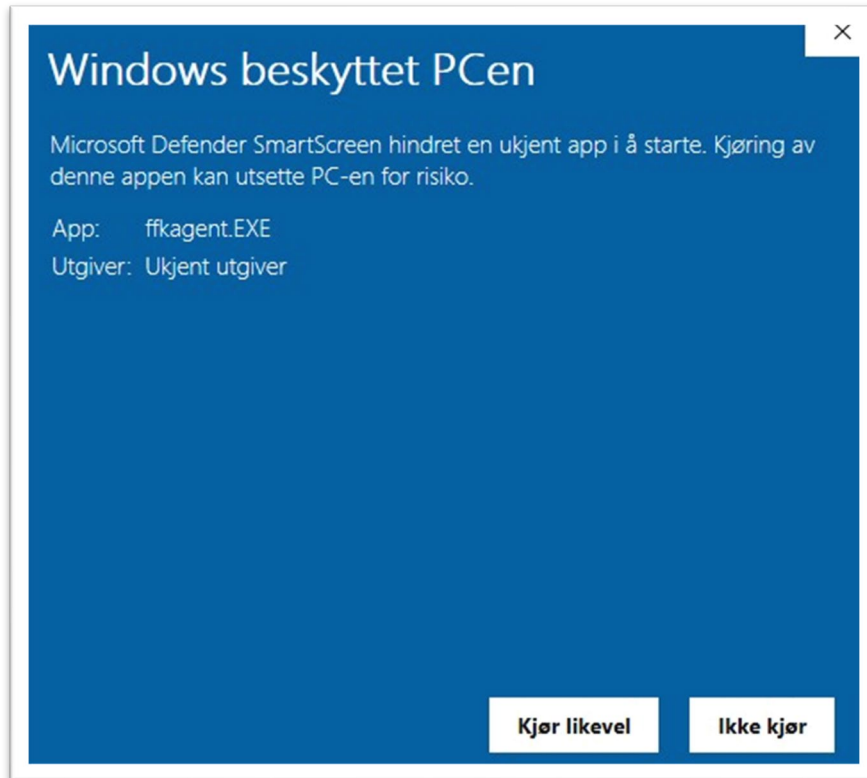 Windows beskyttet PCen
Microsoft Defender SmartScreen hindret en ukjent app i å starte. Kjøring av
denne appen kan utsette PC-en for risiko.
App: ffkagent.EXE
Utgiver: Ukjent utgiver
Kjør likevel Ikke kjør